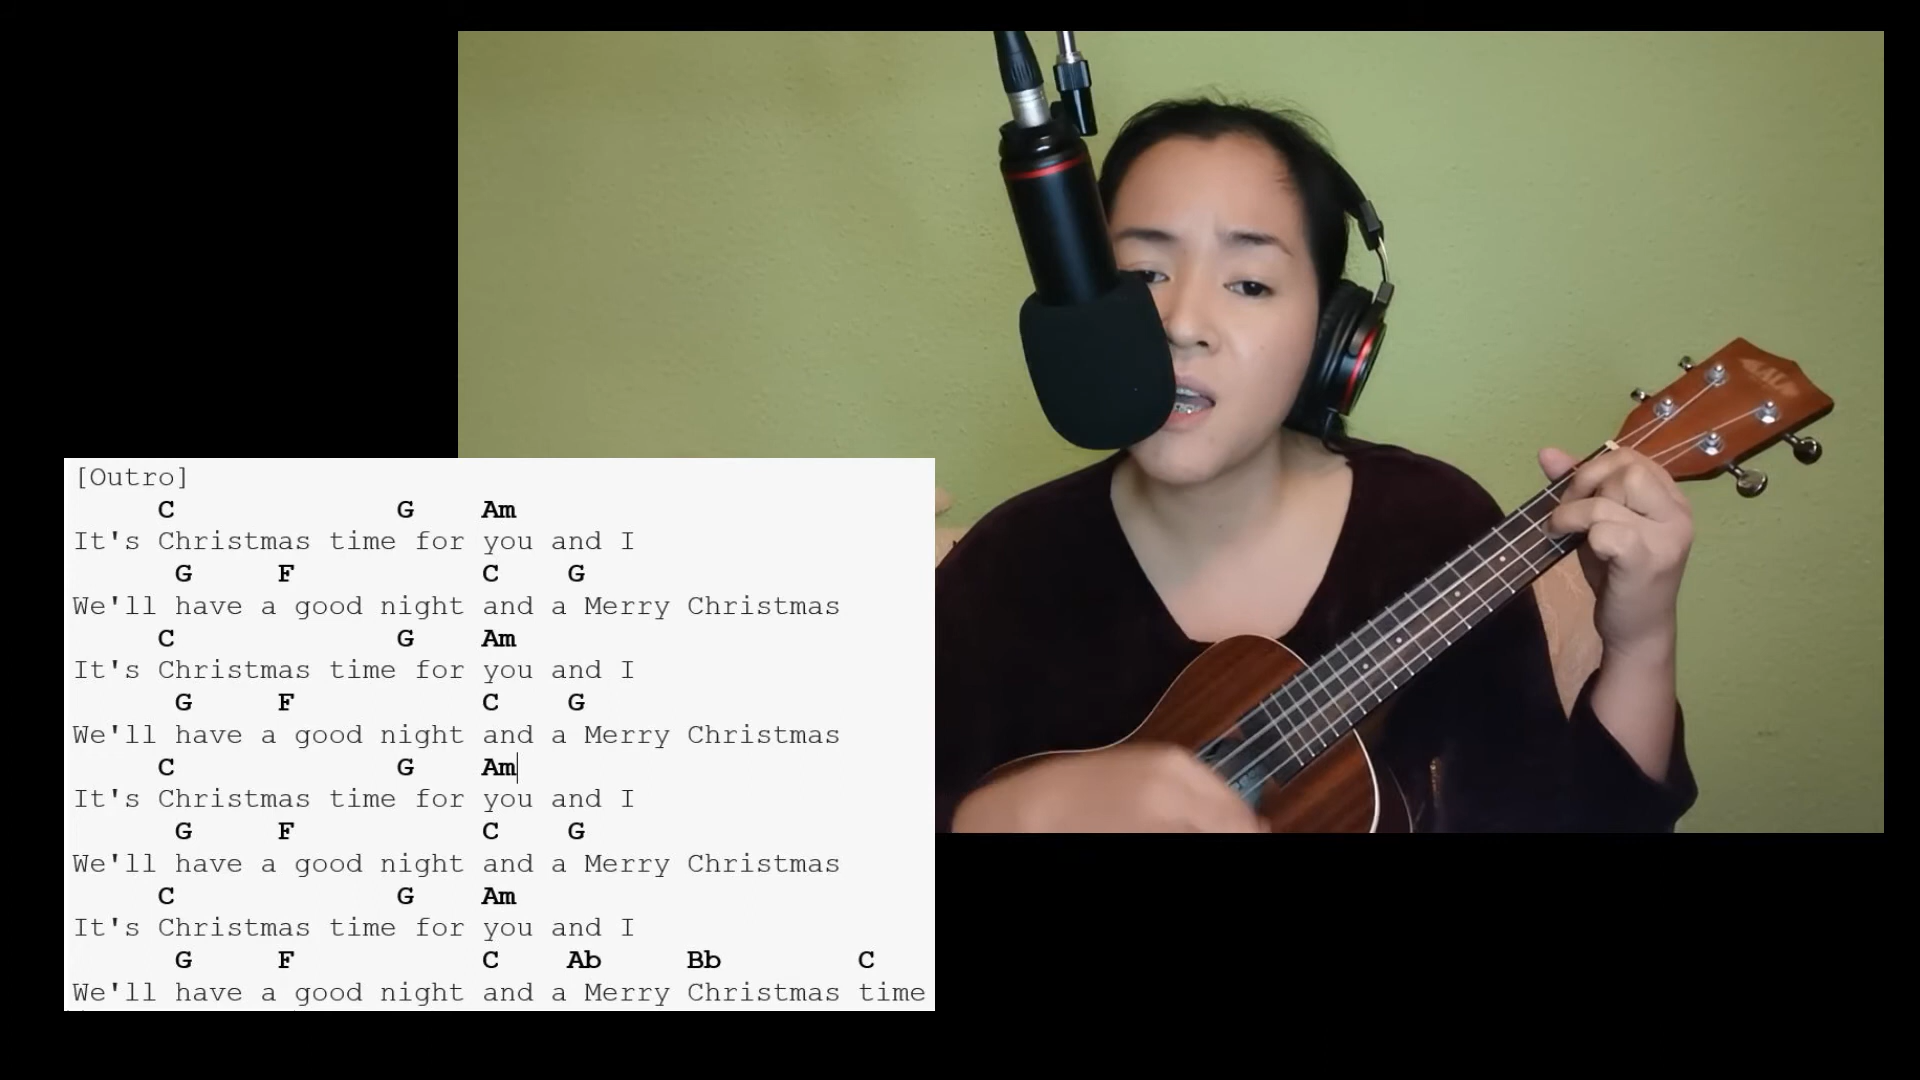 [Outro]
C G Am
It's Christmas time for you and I
G F C G
We'll have a good night and a Merry Christmas
C G Am
It's Christmas time for you and I
G F C G
We'll have a good night and a Merry Christmas
C G Am
It's Christmas time for you and I
G F C G
We'll have a good night and a Merry Christmas
C G Am
It's Christmas time for you and I
G F C Ab Bb C
We'll have a good night and a Merry Christmas time
KALA